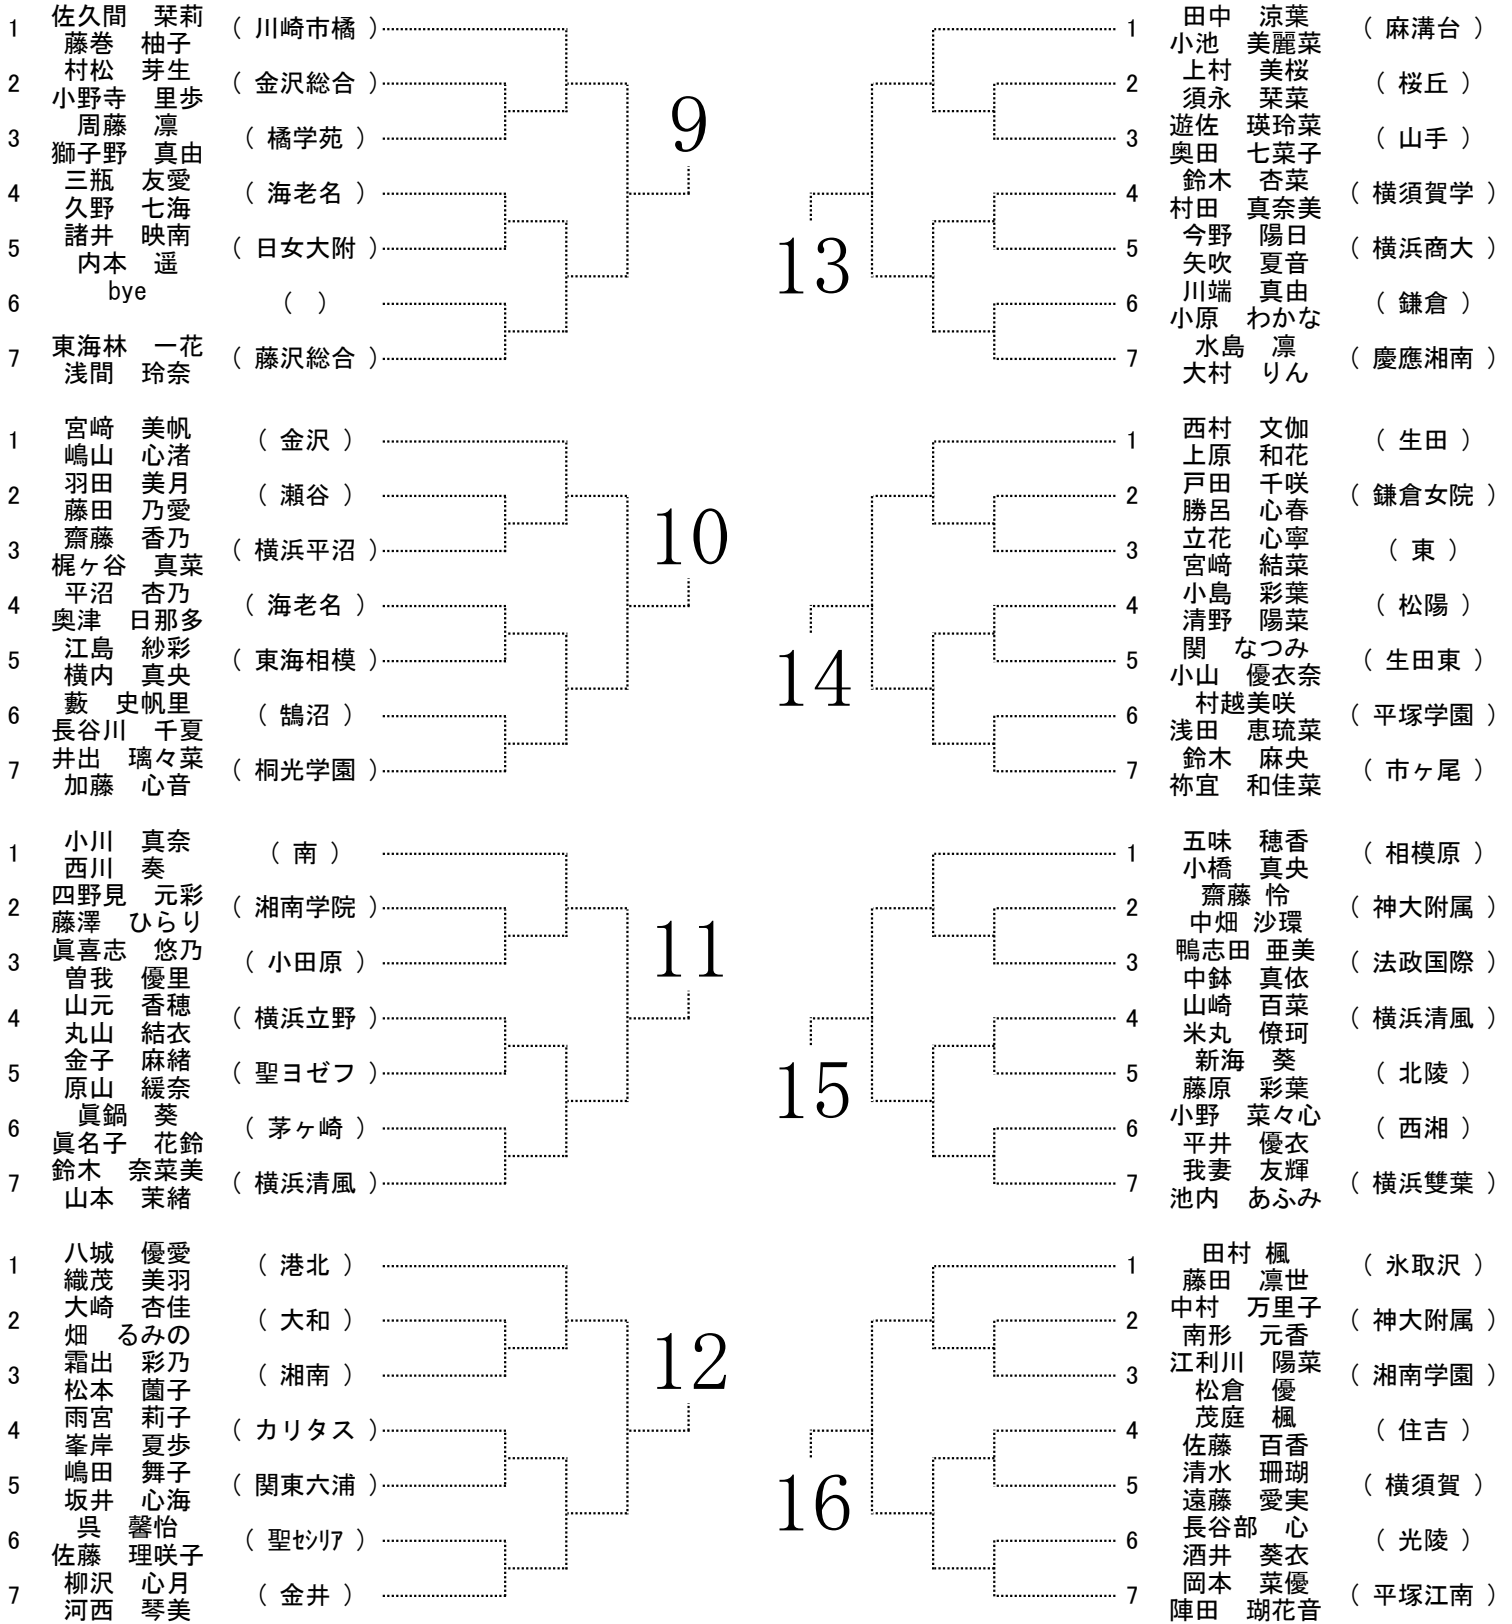 9
1 佐久間 栞莉 ( 川崎市橘 )
藤巻 柚子
2 村松 芽生 ( 金沢総合 )
小野寺 里歩
3 周藤 凛 ( 橘学苑 )
獅子野 真由
4 三瓶 友愛 ( 海老名 )
久野 七海
5 諸井 映南 ( 日女大附 )
内本 遥
6 bye ( )
7 東海林 一花 ( 藤沢総合 )
浅間 玲奈
10
1 宮﨑 美帆 ( 金沢 )
嶋山 心渚
2 羽田 美月 ( 瀬谷 )
藤田 乃愛
3 齋藤 香乃 ( 横浜平沼 )
梶ヶ谷 真菜
4 平沼 杏乃 ( 海老名 )
奥津 日那多
5 江島 紗彩 ( 東海相模 )
横内 真央
6 藪 史帆里 ( 鵠沼 )
長谷川 千夏
7 井出 璃々菜 ( 桐光学園 )
加藤 心音
11
1 小川 真奈 ( 南 )
西川 奏
2 四野見 元彩 ( 湘南学院 )
藤澤 ひらり
3 眞喜志 悠乃 ( 小田原 )
曽我 優里
4 山元 香穂 ( 横浜立野 )
丸山 結衣
5 金子 麻緒 ( 聖ヨゼフ )
原山 緩奈
6 眞鍋 葵 ( 茅ヶ崎 )
眞名子 花鈴
7 鈴木 奈菜美 ( 横浜清風 )
山本 茉緒
12
1 八城 優愛 ( 港北 )
織茂 美羽
2 大崎 杏佳 ( 大和 )
畑 るみの
3 霜出 彩乃 ( 湘南 )
松本 薗子
4 雨宮 莉子 ( カリタス )
峯岸 夏歩
5 嶋田 舞子 ( 関東六浦 )
坂井 心海
6 呉 馨怡 ( 聖ｾｼﾘｱ )
佐藤 理咲子
7 柳沢 心月 ( 金井 )
河西 琴美
13
1 田中 涼葉 ( 麻溝台 )
小池 美麗菜
2 上村 美桜 ( 桜丘 )
須永 栞菜
3 遊佐 瑛玲菜 ( 山手 )
奥田 七菜子
4 鈴木 杏菜 ( 横須賀学 )
村田 真奈美
5 今野 陽日 ( 横浜商大 )
矢吹 夏音
6 川端 真由 ( 鎌倉 )
小原 わかな
7 水島 凛 ( 慶應湘南 )
大村 りん
14
1 西村 文伽 ( 生田 )
上原 和花
2 戸田 千咲 ( 鎌倉女院 )
勝呂 心春
3 立花 心寧 ( 東 )
宮﨑 結菜
4 小島 彩葉 ( 松陽 )
清野 陽菜
5 関 なつみ ( 生田東 )
小山 優衣奈
6 村越美咲 ( 平塚学園 )
浅田 恵琉菜
7 鈴木 麻央 ( 市ヶ尾 )
祢宜 和佳菜
15
1 五味 穂香 ( 相模原 )
小橋 真央
2 齋藤 怜 ( 神大附属 )
中畑 沙環
3 鴨志田 亜美 ( 法政国際 )
中鉢 真依
4 山崎 百菜 ( 横浜清風 )
米丸 僚珂
5 新海 葵 ( 北陵 )
藤原 彩葉
6 小野 菜々心 ( 西湘 )
平井 優衣
7 我妻 友輝 ( 横浜雙葉 )
池内 あふみ
16
1 田村 楓 ( 氷取沢 )
藤田 凛世
2 中村 万里子 ( 神大附属 )
南形 元香
3 江利川 陽菜 ( 湘南学園 )
松倉 優
4 茂庭 楓 ( 住吉 )
佐藤 百香
5 清水 珊瑚 ( 横須賀 )
遠藤 愛実
6 長谷部 心 ( 光陵 )
酒井 葵衣
7 岡本 菜優 ( 平塚江南 )
陣田 瑚花音